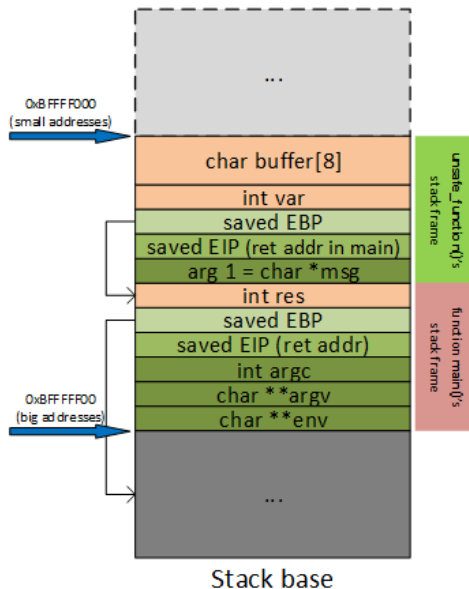 ...
0xBFFFF000
(small addresses)
char buffer[8]
int var
saved EBP
saved EIP (ret addr in main)
arg 1 = char *msg
unsafe_function()'s
stack frame
int res
saved EBP
saved EIP (ret addr)
int argc
char **argv
char **env
function main()'s
stack frame
0xBFFFFF00
(big addresses)
...
Stack base